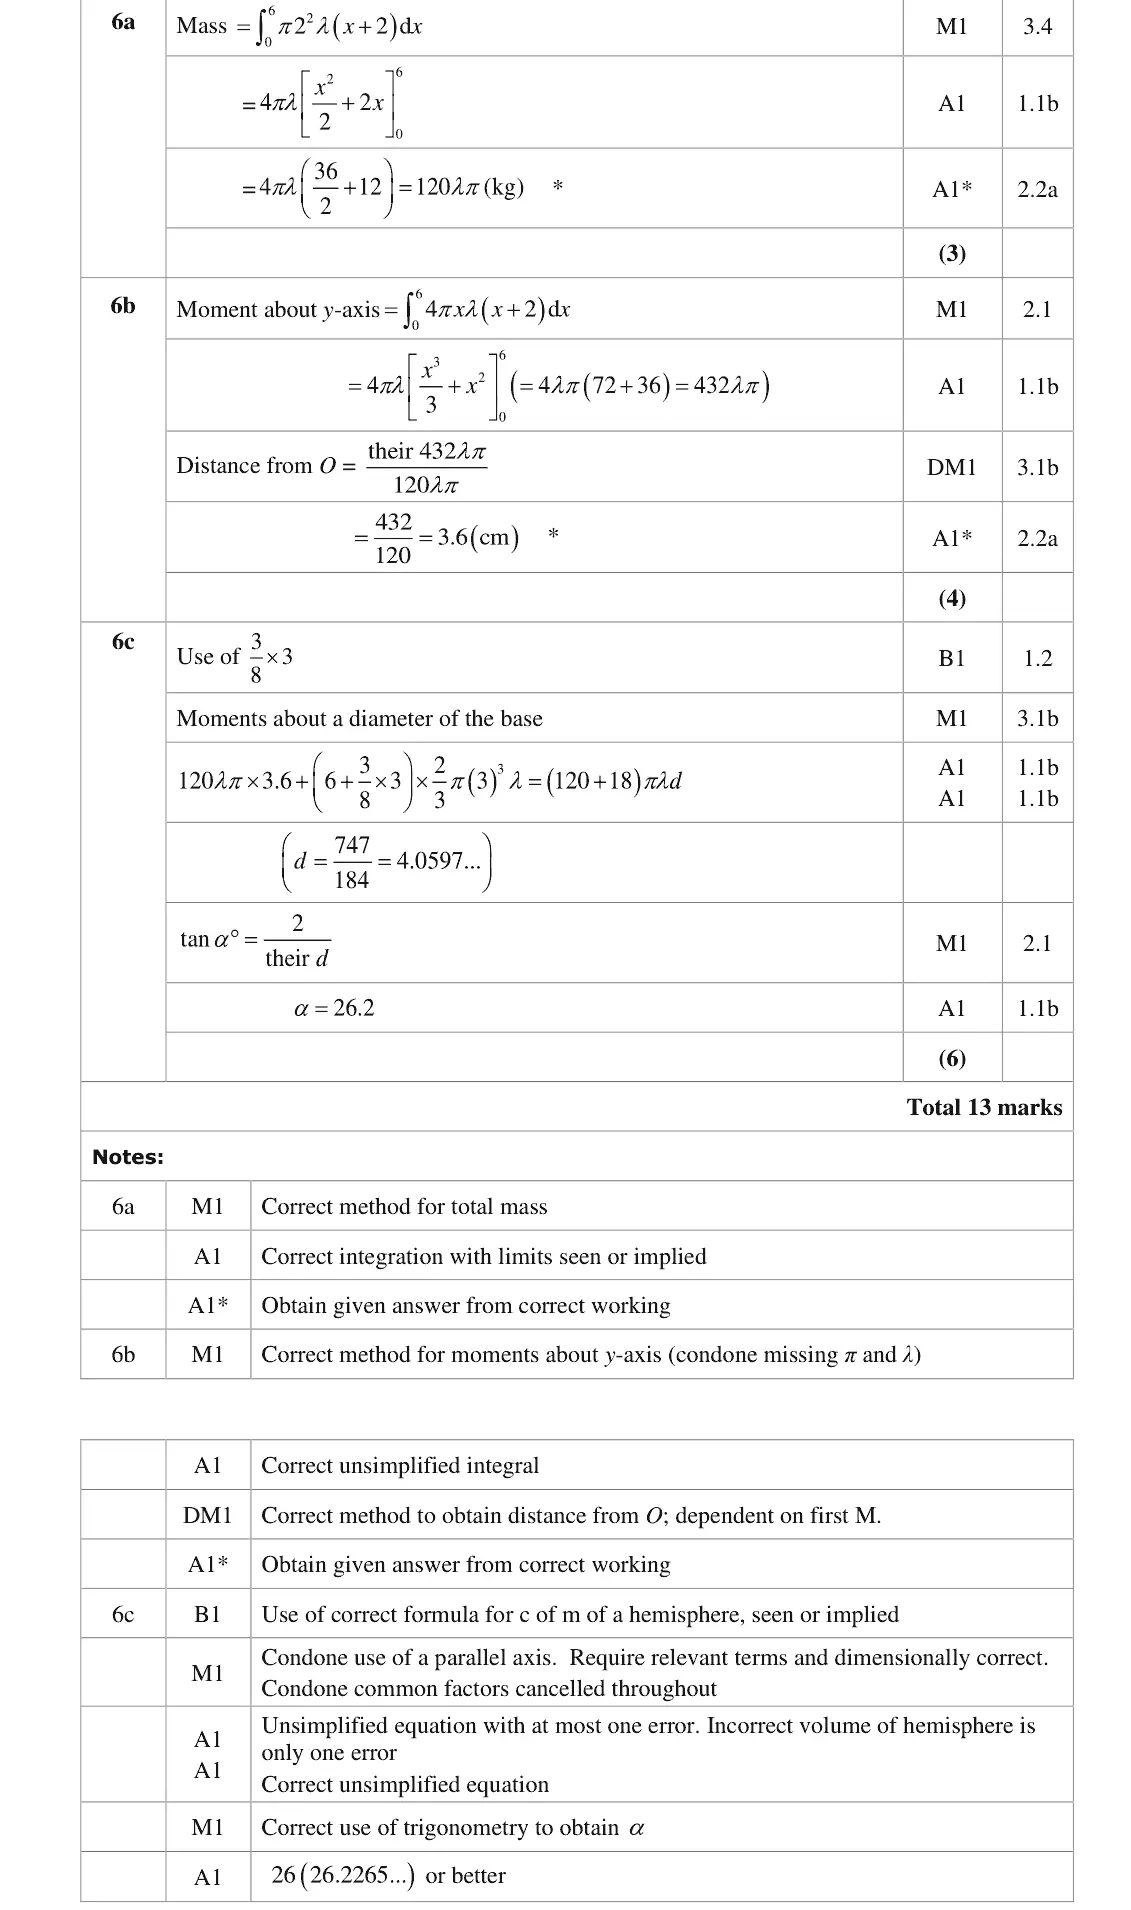 6a Mass = ∫₀⁶ π2²λ(x+2)dx M1 3.4
= 4πλ[x²/2 + 2x]₀⁶ A1 1.1b
= 4πλ(36/2 + 12) = 120λπ (kg) * A1* 2.2a
(3)
6b Moment about y-axis = ∫₀⁶ 4πxλ(x+2)dx M1 2.1
= 4πλ[x³/3 + x²]₀⁶ (= 4λπ(72+36) = 432λπ) A1 1.1b
Distance from O = their 432λπ / 120λπ DM1 3.1b
= 432/120 = 3.6(cm) * A1* 2.2a
(4)
6c Use of 3/8 × 3 B1 1.2
Moments about a diameter of the base M1 3.1b
120λπ × 3.6 + (6 + 3/8 × 3) × 2/3 π(3)³ λ = (120+18)πλd A1 1.1b
A1 1.1b
(d = 747/184 = 4.0597...)
tan α° = 2 / their d M1 2.1
α = 26.2 A1 1.1b
(6)
Total 13 marks
Notes:
6a M1 Correct method for total mass
A1 Correct integration with limits seen or implied
A1* Obtain given answer from correct working
6b M1 Correct method for moments about y-axis (condone missing π and λ)
A1 Correct unsimplified integral
DM1 Correct method to obtain distance from O; dependent on first M.
A1* Obtain given answer from correct working
6c B1 Use of correct formula for c of m of a hemisphere, seen or implied
M1 Condone use of a parallel axis. Require relevant terms and dimensionally correct.
Condone common factors cancelled throughout
A1 Unsimplified equation with at most one error. Incorrect volume of hemisphere is
only one error
A1 Correct unsimplified equation
M1 Correct use of trigonometry to obtain α
A1 26(26.2265...) or better